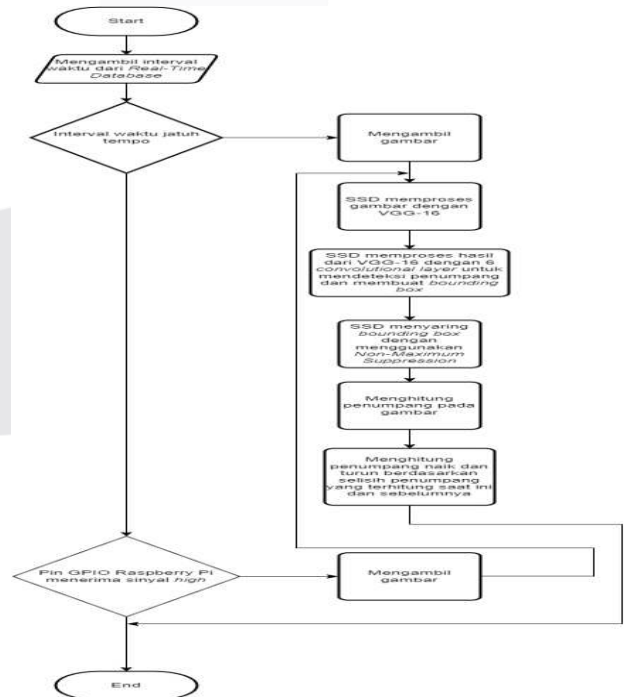 Start
Mengambil interval
waktu dari Real-Time
Database
Interval waktu jatuh
tempo
Mengambil
gambar
SSD memproses
gambar dengan
VGG-16
SSD memproses hasil
dari VGG-16 dengan 6
convolutional layer untuk
mendeteksi penumpang
dan membuat bounding
box
SSD menyaring
bounding box
dengan
menggunakan
Non-Maximum
Suppression
Menghitung
penumpang pada
gambar
Menghitung
penumpang naik dan
turun berdasarkan
selisih penumpang
yang terhitung saat ini
dan sebelumnya
Pin GPIO Raspberry Pi
menerima sinyal high
Mengambil
gambar
End